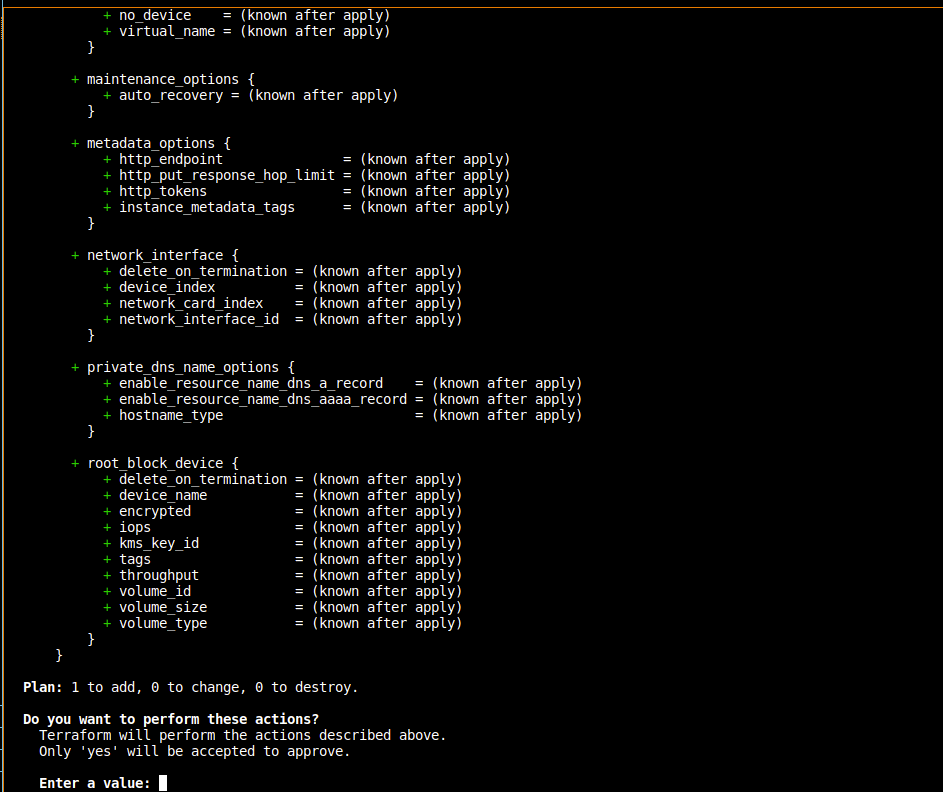 + no_device    = (known after apply)
          + virtual_name = (known after apply)
        }

      + maintenance_options {
          + auto_recovery = (known after apply)
        }

      + metadata_options {
          + http_endpoint               = (known after apply)
          + http_put_response_hop_limit = (known after apply)
          + http_tokens                 = (known after apply)
          + instance_metadata_tags      = (known after apply)
        }

      + network_interface {
          + delete_on_termination = (known after apply)
          + device_index          = (known after apply)
          + network_card_index    = (known after apply)
          + network_interface_id  = (known after apply)
        }

      + private_dns_name_options {
          + enable_resource_name_dns_a_record    = (known after apply)
          + enable_resource_name_dns_aaaa_record = (known after apply)
          + hostname_type                        = (known after apply)
        }

      + root_block_device {
          + delete_on_termination = (known after apply)
          + device_name           = (known after apply)
          + encrypted             = (known after apply)
          + iops                  = (known after apply)
          + kms_key_id            = (known after apply)
          + tags                  = (known after apply)
          + throughput            = (known after apply)
          + volume_id             = (known after apply)
          + volume_size           = (known after apply)
          + volume_type           = (known after apply)
        }
    }

Plan: 1 to add, 0 to change, 0 to destroy.

Do you want to perform these actions?
  Terraform will perform the actions described above.
  Only 'yes' will be accepted to approve.

  Enter a value: